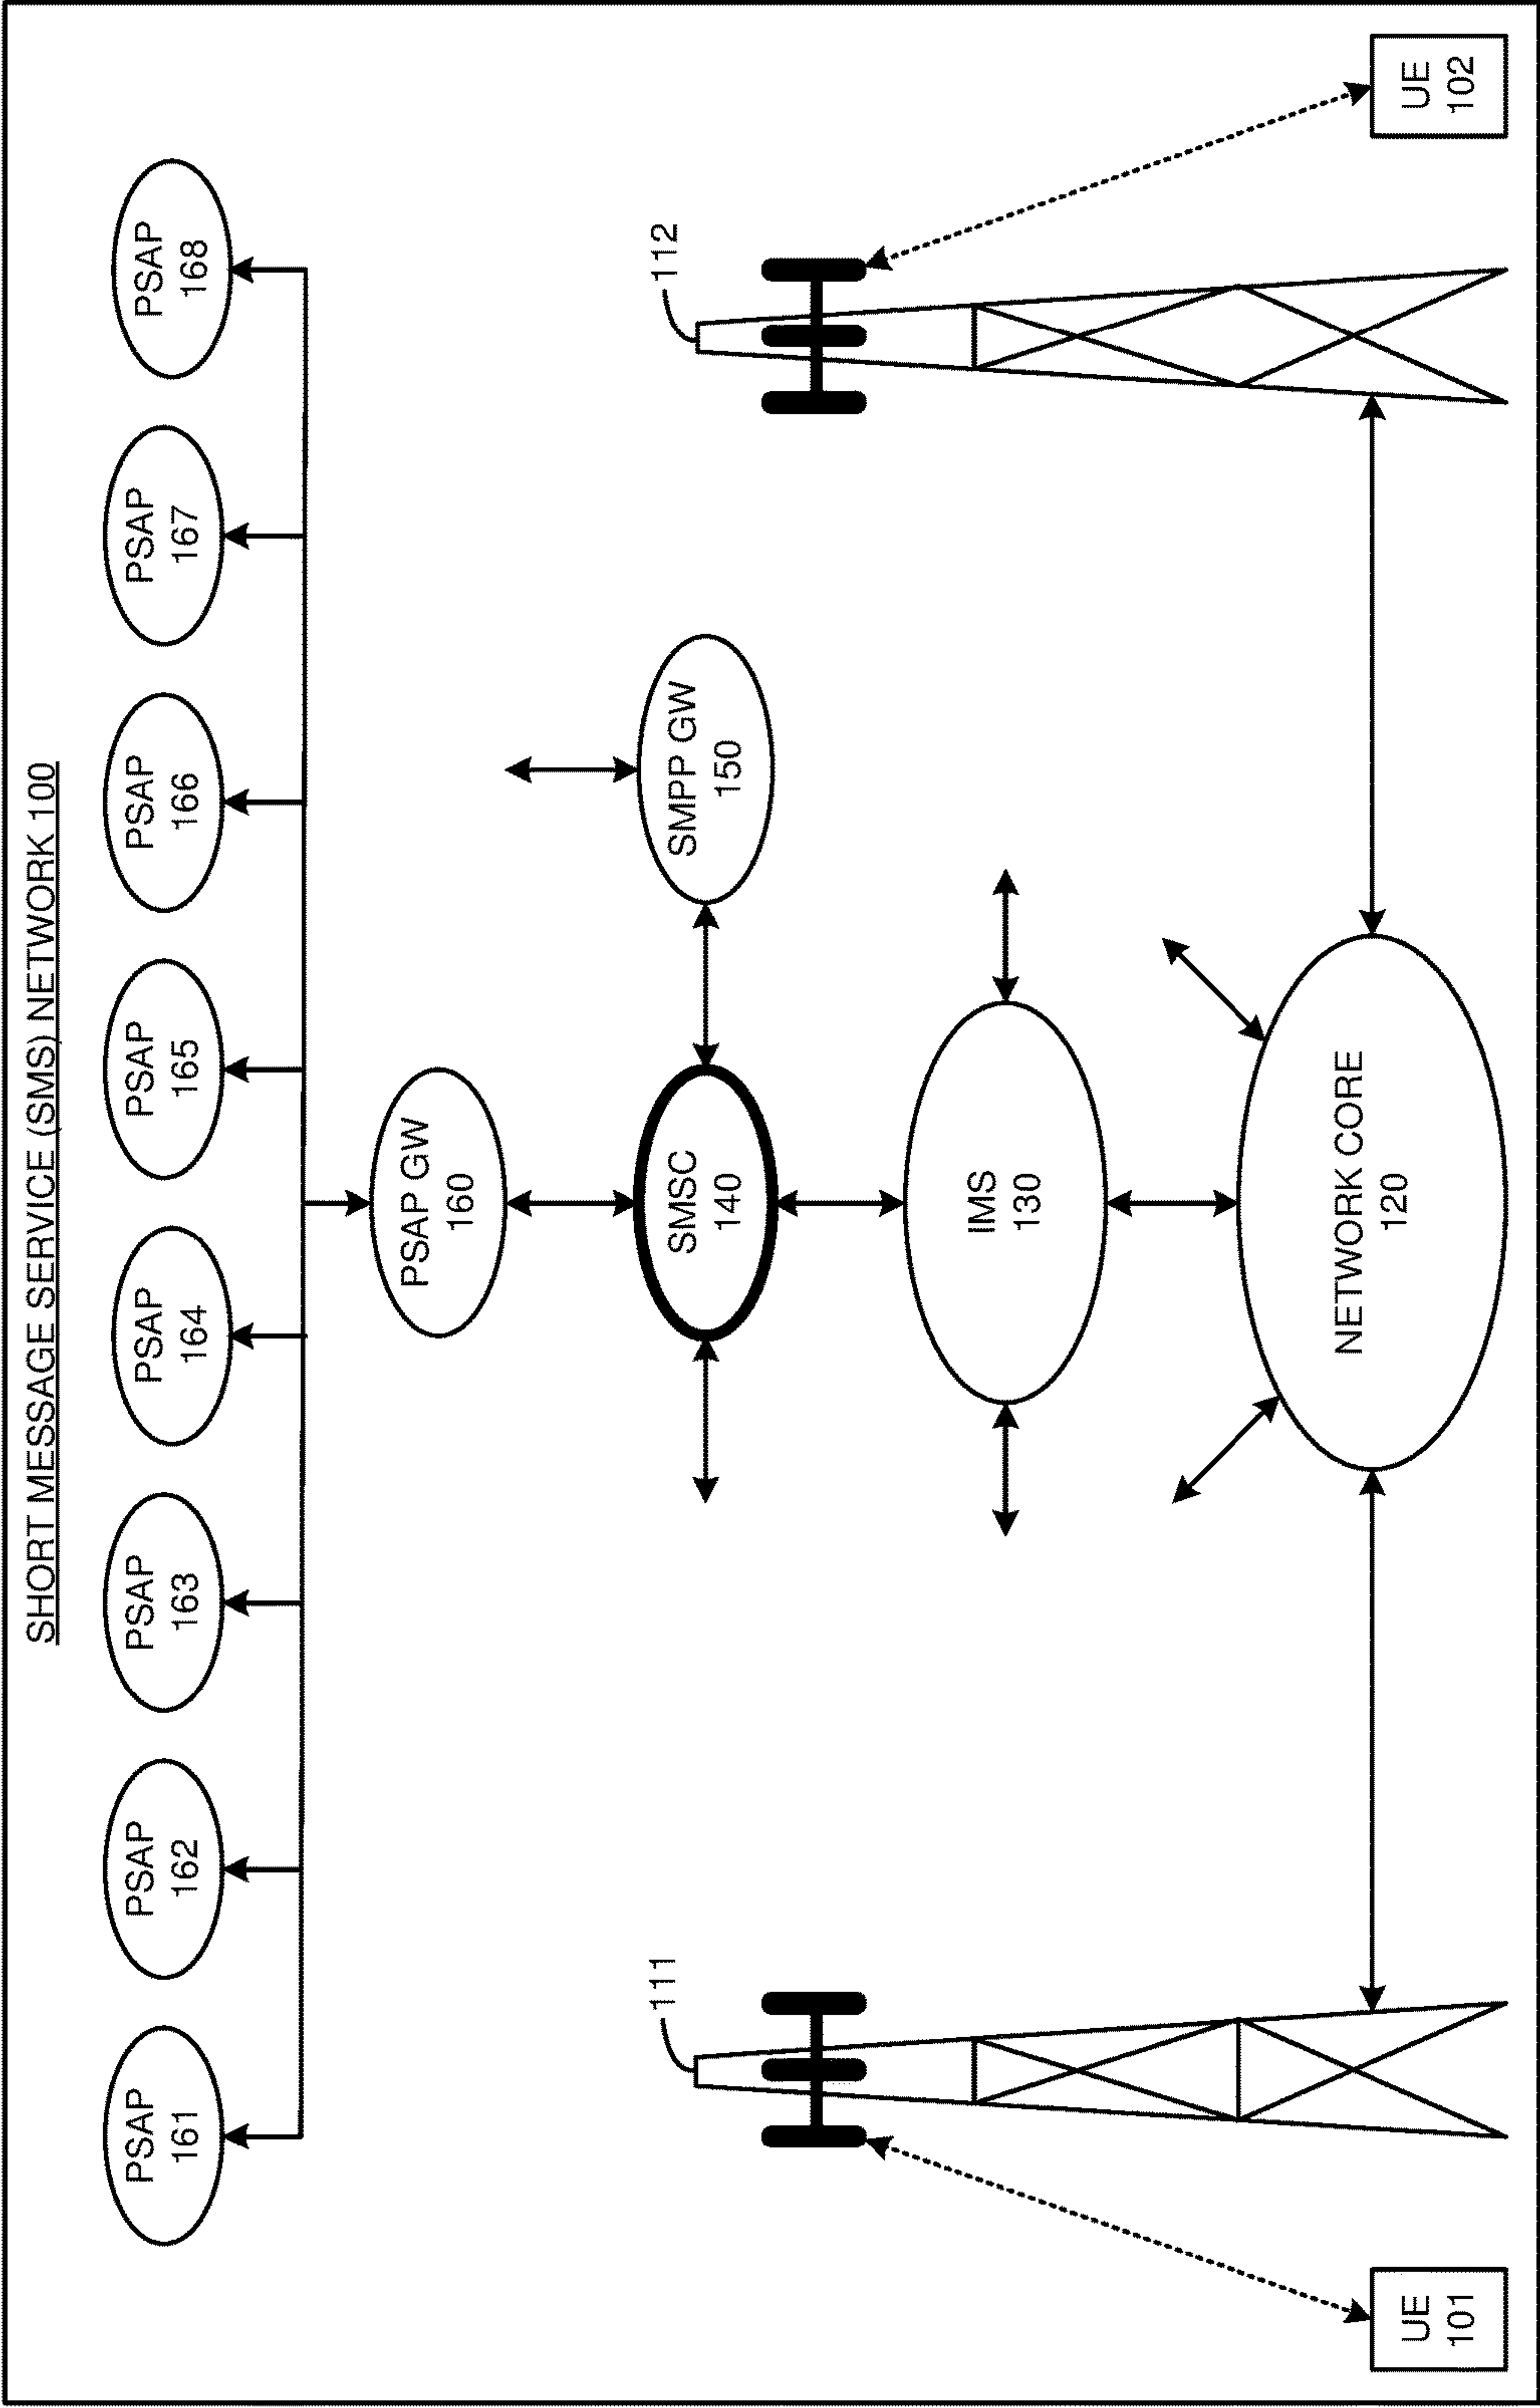 SHORT MESSAGE SERVICE (SMS) NETWORK 100
PSAP
161
PSAP
162
PSAP
163
PSAP
164
PSAP
165
PSAP
166
PSAP
167
PSAP
168
PSAP GW
160
111
SMSC
140
SMPP GW
150
112
IMS
130
UE
101
NETWORK CORE
120
UE
102